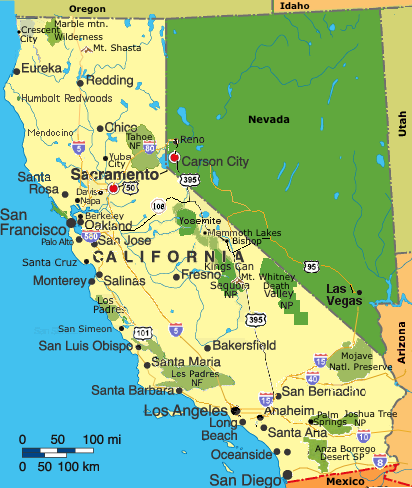 Oregon
Idaho
Crescent
City
Marble mtn.
Wilderness
Mt. Shasta
Eureka
Redding
Humbolt Redwoods
Nevada
Utah
Mendocino
Chico
Tahoe
NF
80
Reno
5
Yuba
City
Carson City
Sacramento
50
395
Santa
Rosa
Davis
Napa
108
Berkeley
San
Francisco
Oakland
580
Yosemite
Palo Alto
San Jose
Mammoth Lakes
Bishop
Santa Cruz
CALIFORNIA
Kings Can
95
Monterey
Salinas
Fresno
Sequoia
NP
Mt. Whitney
Death
Valley
NP
Las
Vegas
Los
Padres
395
San Simeon
101
5
Arizona
San Luis Obispo
Bakersfield
15
Mojave
Natl. Preserve
Santa Maria
Los Padres
NF
40
Santa Barbara
15
San Bernadino
Los Angeles
Anaheim
Palm
Springs
Joshua Tree
NP
Long
Beach
Santa Ana
10
0 50 100 mi
0 50 100 km
Oceanside
Anza Borrego
Desert SP
8
San Diego
Mexico